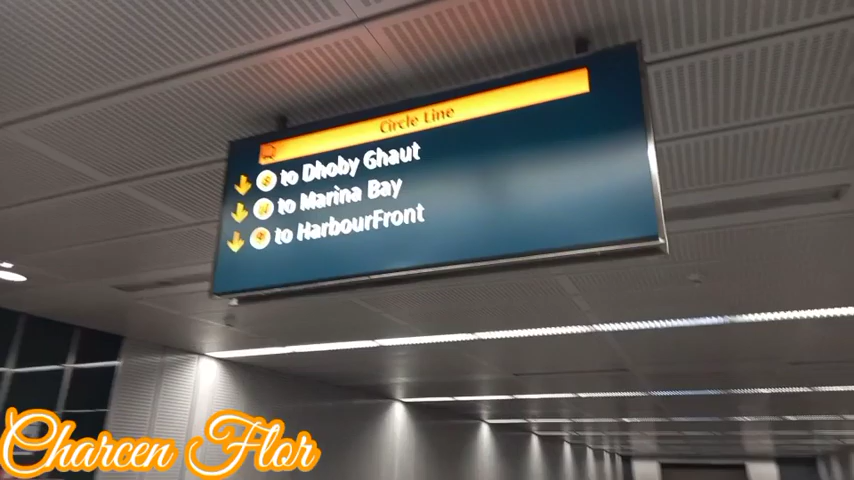 Circle Line
to Dhoby Ghaut
to Marina Bay
to HarbourFront
Charcen Flor